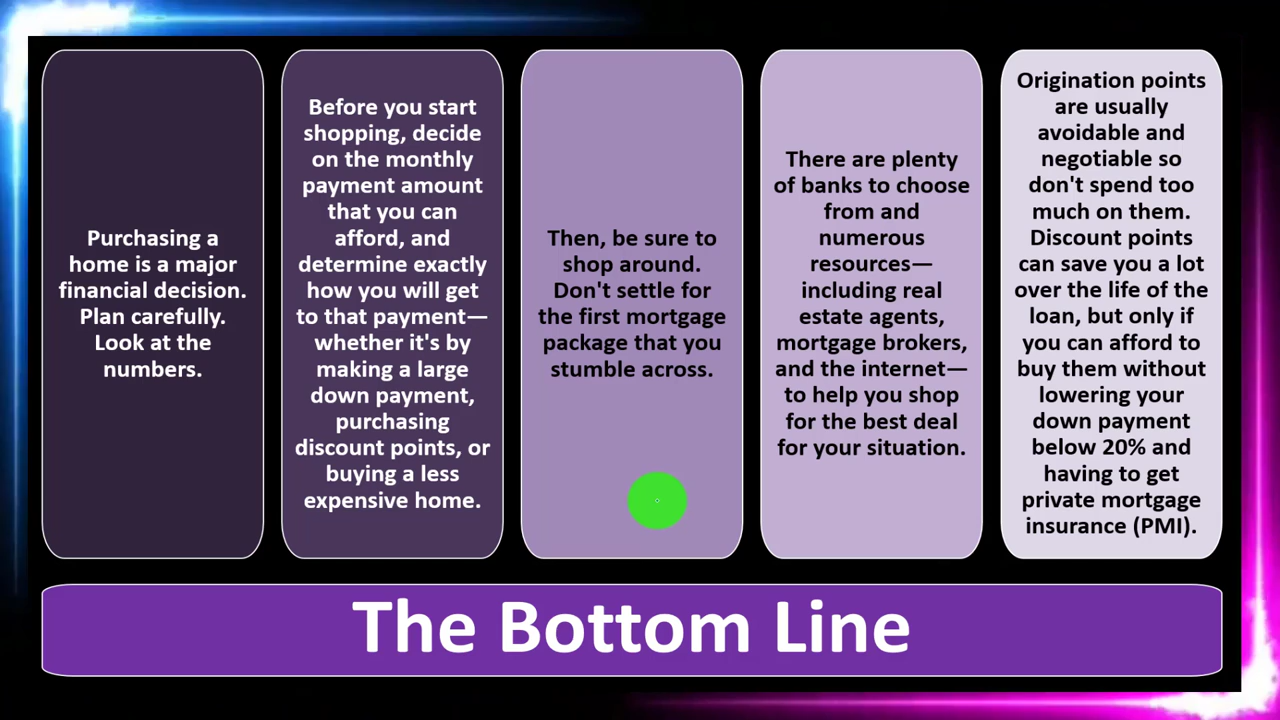 Purchasing a
home is a major
financial decision.
Plan carefully.
Look at the
numbers.
Before you start
shopping, decide
on the monthly
payment amount
that you can
afford, and
determine exactly
how you will get
to that payment—
whether it's by
making a large
down payment,
purchasing
discount points, or
buying a less
expensive home.
Then, be sure to
shop around.
Don't settle for
the first mortgage
package that you
stumble across.
There are plenty
of banks to choose
from and
numerous
resources—
including real
estate agents,
mortgage brokers,
and the internet—
to help you shop
for the best deal
for your situation.
Origination points
are usually
avoidable and
negotiable so
don't spend too
much on them.
Discount points
can save you a lot
over the life of the
loan, but only if
you can afford to
buy them without
lowering your
down payment
below 20% and
having to get
private mortgage
insurance (PMI).
The Bottom Line